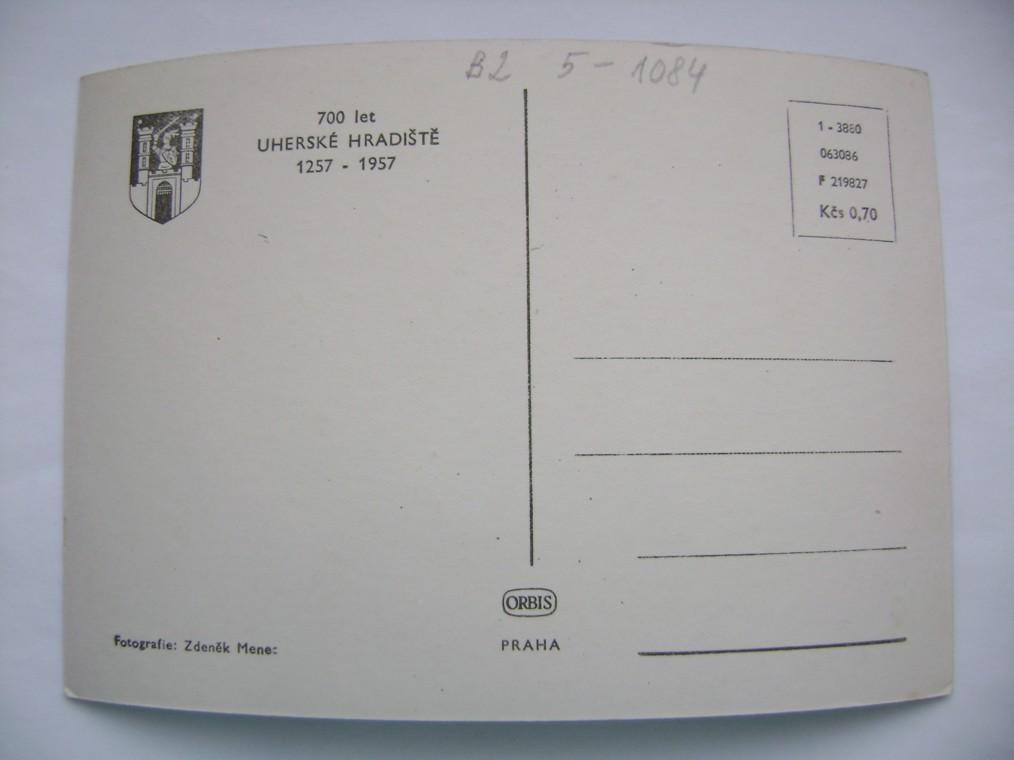 B2 5 - 1084
700 let
UHERSKÉ HRADIŠTĚ
1257 - 1957
1 - 3860
063086
F 219827
Kčs 0,70
ORBIS
PRAHA
Fotografie: Zdeněk